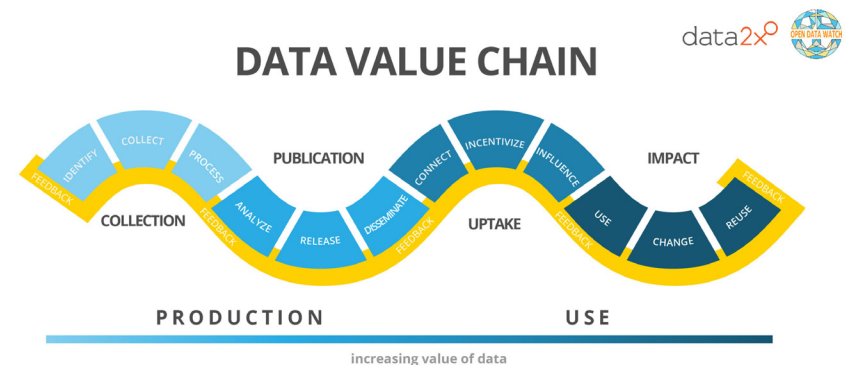 data2x
OPEN DATA WATCH
DATA VALUE CHAIN
FEEDBACK
IDENTIFY
COLLECT
PROCESS
COLLECTION
FEEDBACK
PUBLICATION
ANALYZE
RELEASE
DISSEMINATE
FEEDBACK
CONNECT
INCENTIVIZE
INFLUENCE
UPTAKE
FEEDBACK
IMPACT
USE
CHANGE
REUSE
FEEDBACK
PRODUCTION
USE
increasing value of data